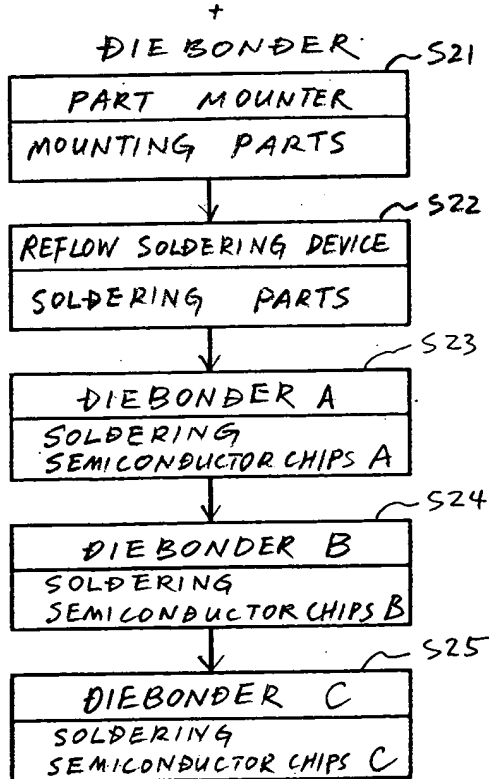 +
DIEBONDER
S21
PART MOUNTER
MOUNTING PARTS
S22
REFLOW SOLDERING DEVICE
SOLDERING PARTS
S23
DIEBONDER A
SOLDERING
SEMICONDUCTOR CHIPS A
S24
DIEBONDER B
SOLDERING
SEMICONDUCTOR CHIPS B
S25
DIEBONDER C
SOLDERING
SEMICONDUCTOR CHIPS C